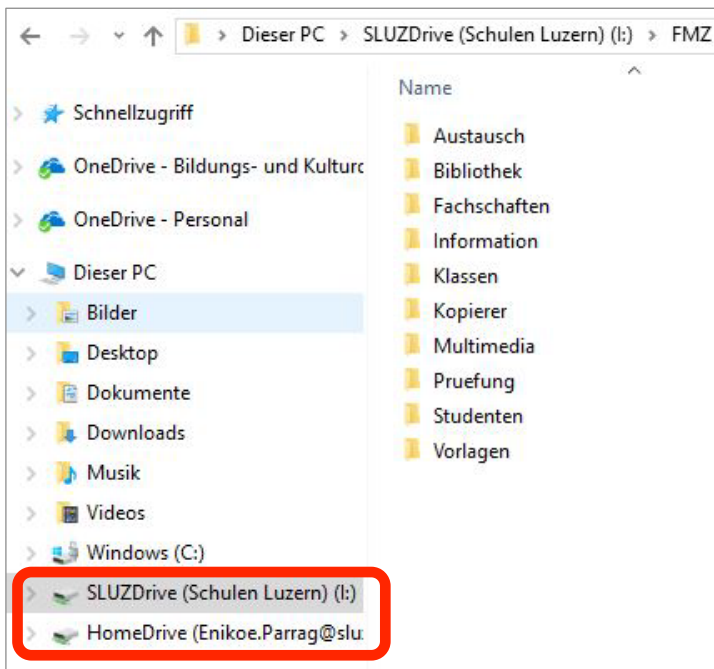 Dieser PC > SLUZDrive (Schulen Luzern) (I:) > FMZ
Name
Schnellzugriff
OneDrive - Bildungs- und Kulturd
OneDrive - Personal
Dieser PC
Bilder
Desktop
Dokumente
Downloads
Musik
Videos
Windows (C:)
SLUZDrive (Schulen Luzern) (I:)
HomeDrive (Enikoe.Parrag@slu
Austausch
Bibliothek
Fachschaften
Information
Klassen
Kopierer
Multimedia
Pruefung
Studenten
Vorlagen